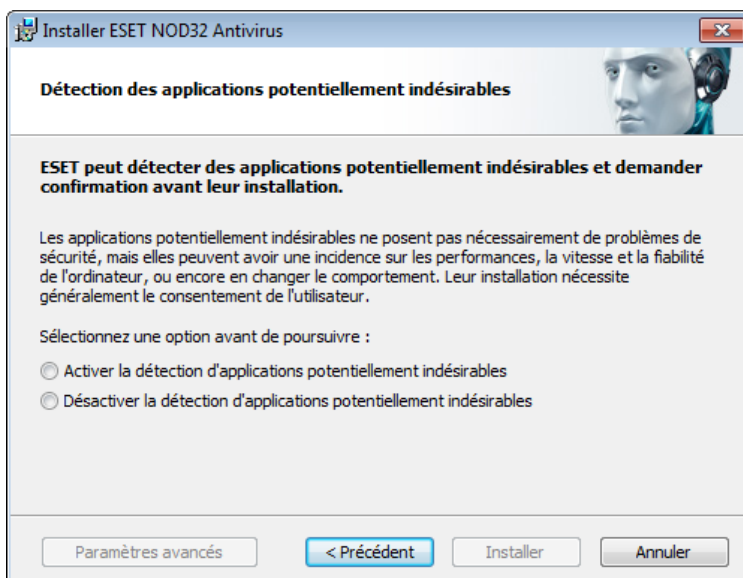 Installer ESET NOD32 Antivirus
Détection des applications potentiellement indésirables
ESET peut détecter des applications potentiellement indésirables et demander
confirmation avant leur installation.
Les applications potentiellement indésirables ne posent pas nécessairement de problèmes de
sécurité, mais elles peuvent avoir une incidence sur les performances, la vitesse et la fiabilité
de l'ordinateur, ou encore en changer le comportement. Leur installation nécessite
généralement le consentement de l'utilisateur.
Sélectionnez une option avant de poursuivre :
Activer la détection d'applications potentiellement indésirables
Désactiver la détection d'applications potentiellement indésirables
Paramètres avancés
< Précédent
Installer
Annuler